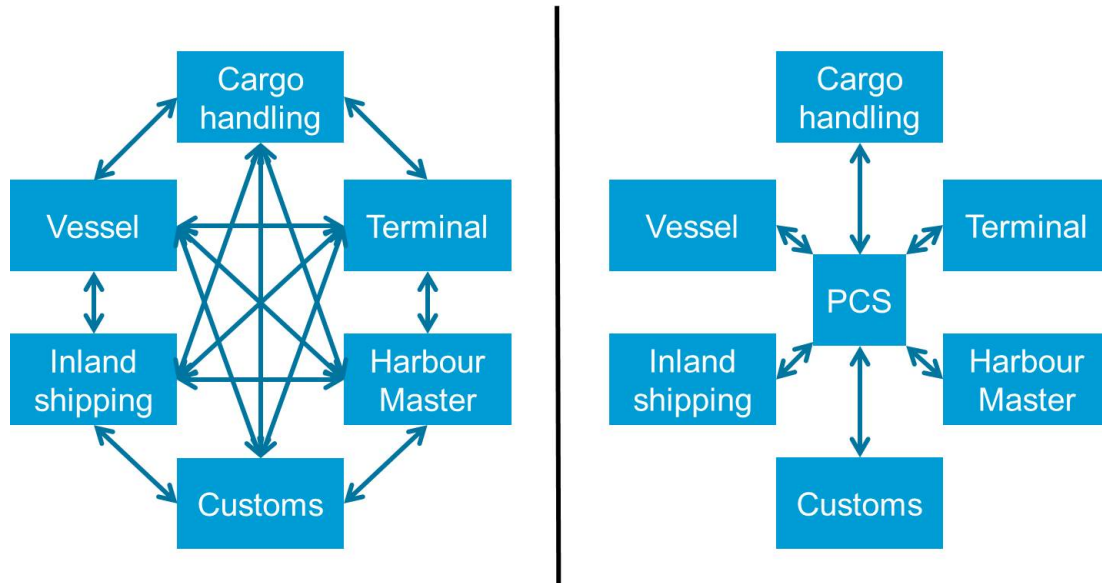 Cargo
handling
Vessel
Terminal
Inland
shipping
Harbour
Master
Customs
Cargo
handling
Vessel
Terminal
PCS
Inland
shipping
Harbour
Master
Customs